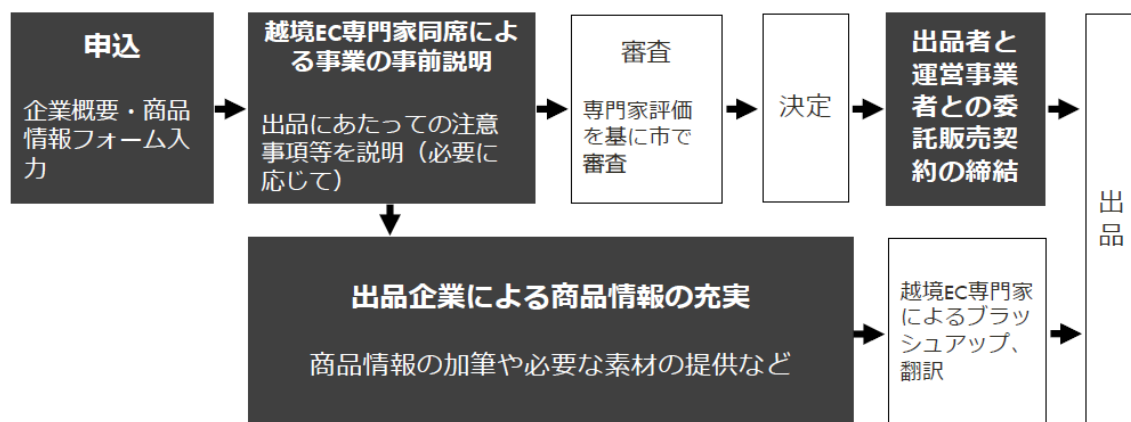 申込
企業概要・商品
情報フォーム入
力
越境EC専門家同席によ
る事業の事前説明
出品にあたっての注意
事項等を説明（必要に
応じて）
審査
専門家評価
を基に市で
審査
決定
出品者と
運営事業
者との委
託販売契
約の締結
出品企業による商品情報の充実
商品情報の加筆や必要な素材の提供など
越境EC専門家
によるブラッ
シュアップ、
翻訳
出
品